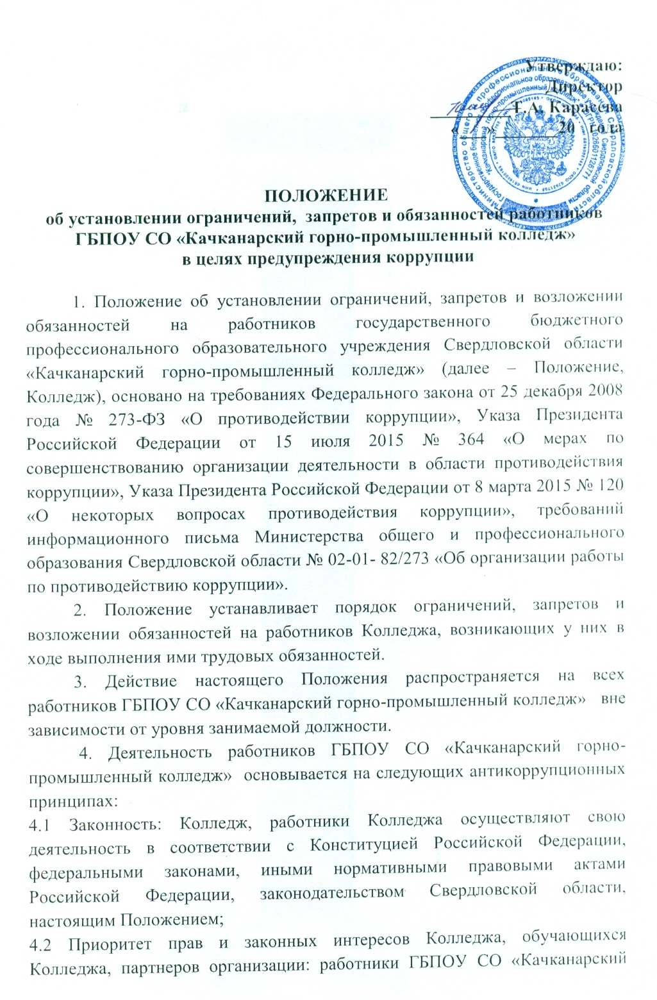 Утверждаю:
Директор
Т.А. Карасева
«    »            20   года
ПОЛОЖЕНИЕ
об установлении ограничений,  запретов и обязанностей работников
ГБПОУ СО «Качканарский горно-промышленный колледж»
в целях предупреждения коррупции
1. Положение об установлении ограничений, запретов и возложении
обязанностей на работников государственного бюджетного
профессионального образовательного учреждения Свердловской области
«Качканарский горно-промышленный колледж» (далее – Положение,
Колледж), основано на требованиях Федерального закона от 25 декабря 2008
года № 273-ФЗ «О противодействии коррупции», Указа Президента
Российской Федерации от 15 июля 2015 № 364 «О мерах по
совершенствованию организации деятельности в области противодействия
коррупции», Указа Президента Российской Федерации от 8 марта 2015 № 120
«О некоторых вопросах противодействия коррупции», требований
информационного письма Министерства общего и профессионального
образования Свердловской области № 02-01- 82/273 «Об организации работы
по противодействию коррупции».
2. Положение устанавливает порядок ограничений, запретов и
возложении обязанностей на работников Колледжа, возникающих у них в
ходе выполнения ими трудовых обязанностей.
3. Действие настоящего Положения распространяется на всех
работников ГБПОУ СО «Качканарский горно-промышленный колледж»   вне
зависимости от уровня занимаемой должности.
4. Деятельность работников ГБПОУ СО «Качканарский горно-
промышленный колледж»  основывается на следующих антикоррупционных
принципах:
4.1 Законность: Колледж, работники Колледжа осуществляют свою
деятельность в соответствии с Конституцией Российской Федерации,
федеральными законами, иными нормативными правовыми актами
Российской Федерации, законодательством Свердловской области,
настоящим Положением;
4.2 Приоритет прав и законных интересов Колледжа, обучающихся
Колледжа, партнеров организации: работники ГБПОУ СО «Качканарский